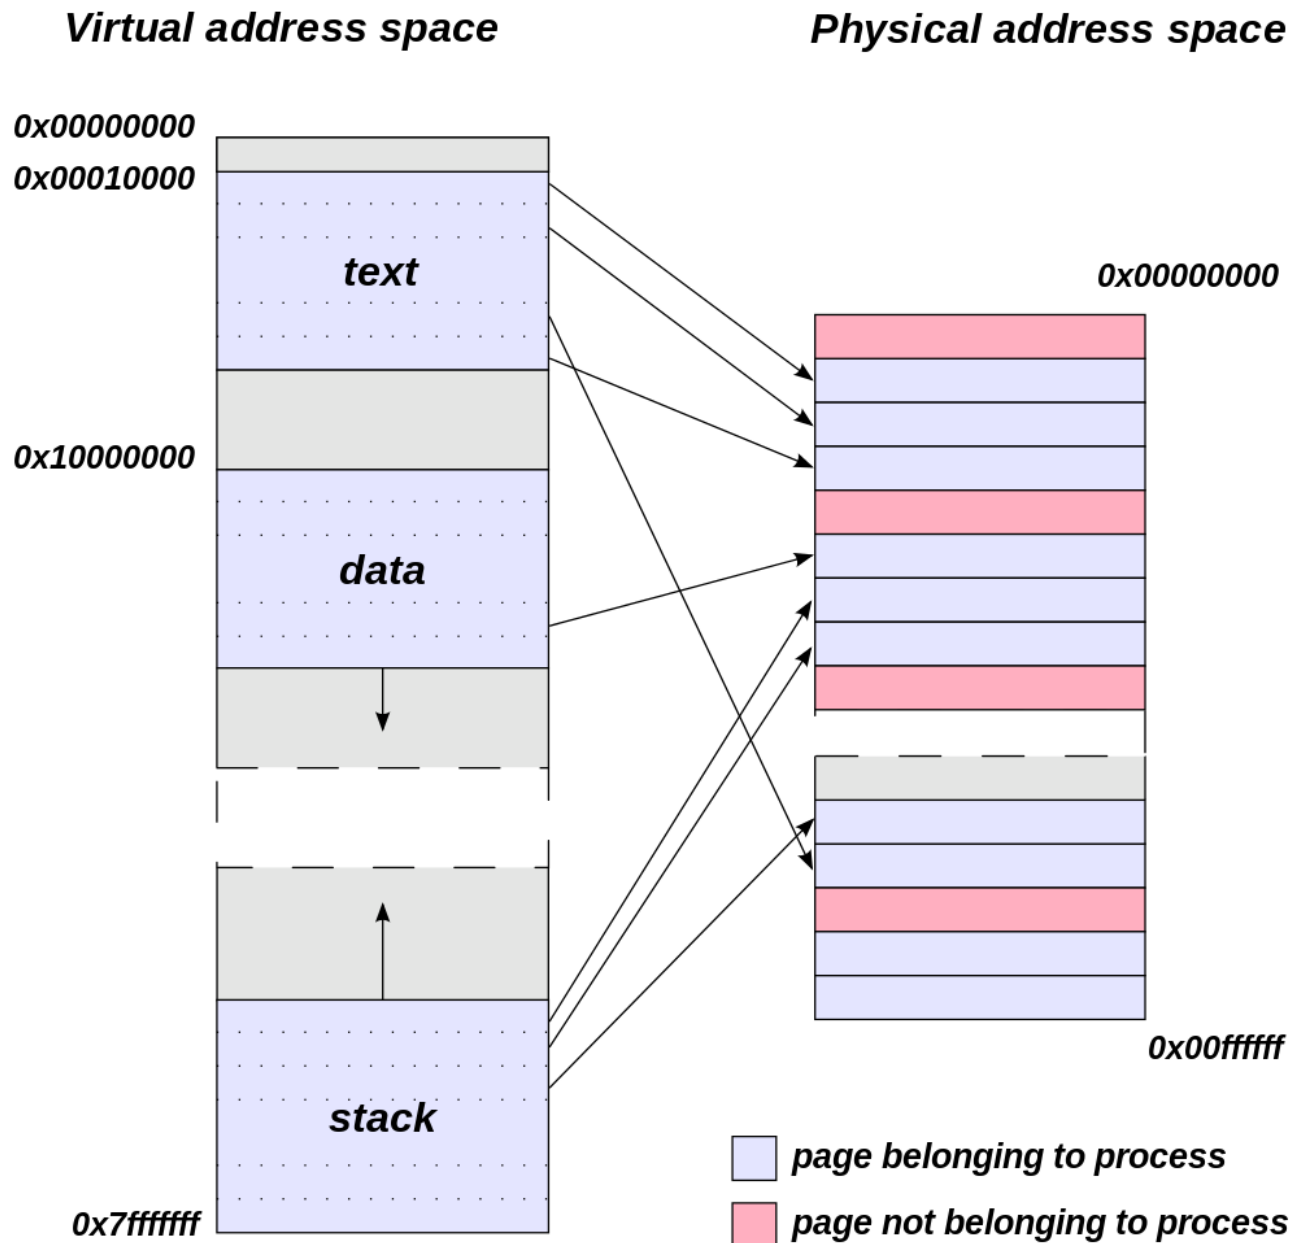 Virtual address space
Physical address space
0x00000000
0x00010000
text
0x00000000
0x10000000
data
0x00ffffff
stack
page belonging to process
0x7fffffff
page not belonging to process